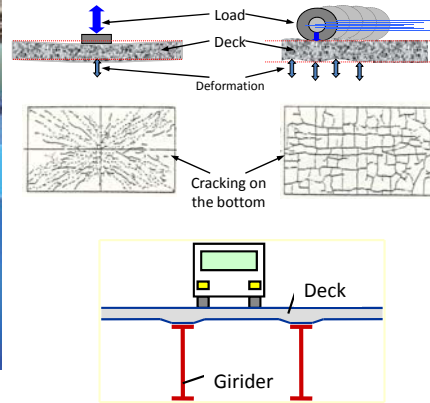 Load
Deck
Deformation
Cracking on
the bottom
Deck
Girider